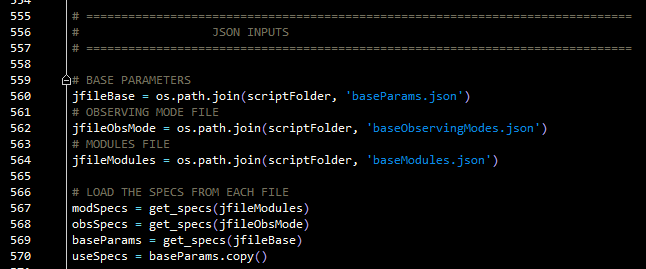 554
555 # ===========================================================================
556 # JSON INPUTS
557 # ===========================================================================
558
559 # BASE PARAMETERS
560 jfileBase = os.path.join(scriptFolder, 'baseParams.json')
561 # OBSERVING MODE FILE
562 jfileObsMode = os.path.join(scriptFolder, 'baseObservingModes.json')
563 # MODULES FILE
564 jfileModules = os.path.join(scriptFolder, 'baseModules.json')
565
566 # LOAD THE SPECS FROM EACH FILE
567 modSpecs = get_specs(jfileModules)
568 obsSpecs = get_specs(jfileObsMode)
569 baseParams = get_specs(jfileBase)
570 useSpecs = baseParams.copy()